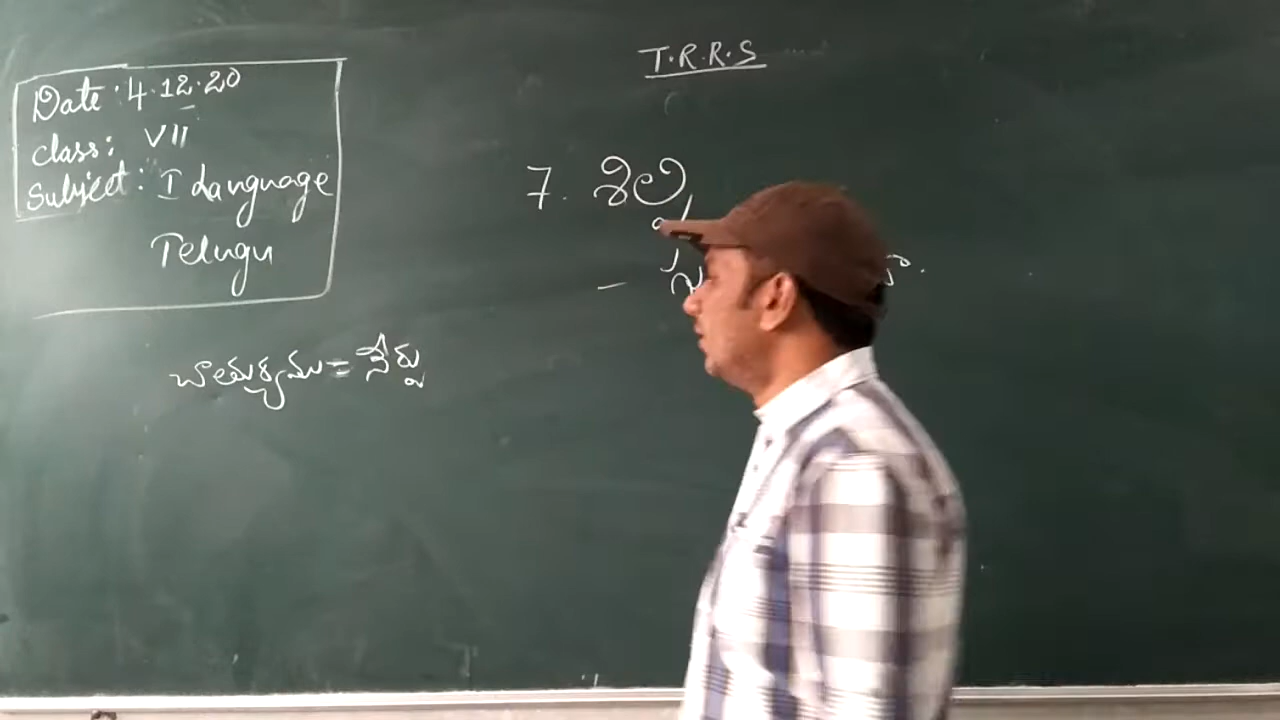 T.R.R.S
Date: 4.12.20
class: VII
Subject: I Language
Telugu
7. శిల్ప
చాతుర్యము = నేర్పు